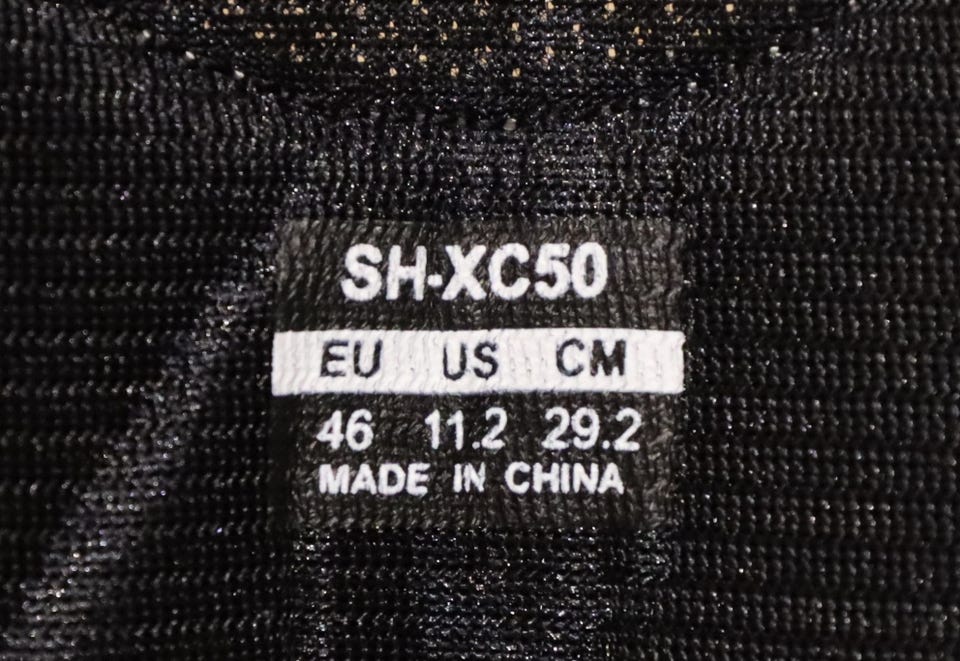 SH-XC50
EU US CM
46 11.2 29.2
MADE IN CHINA